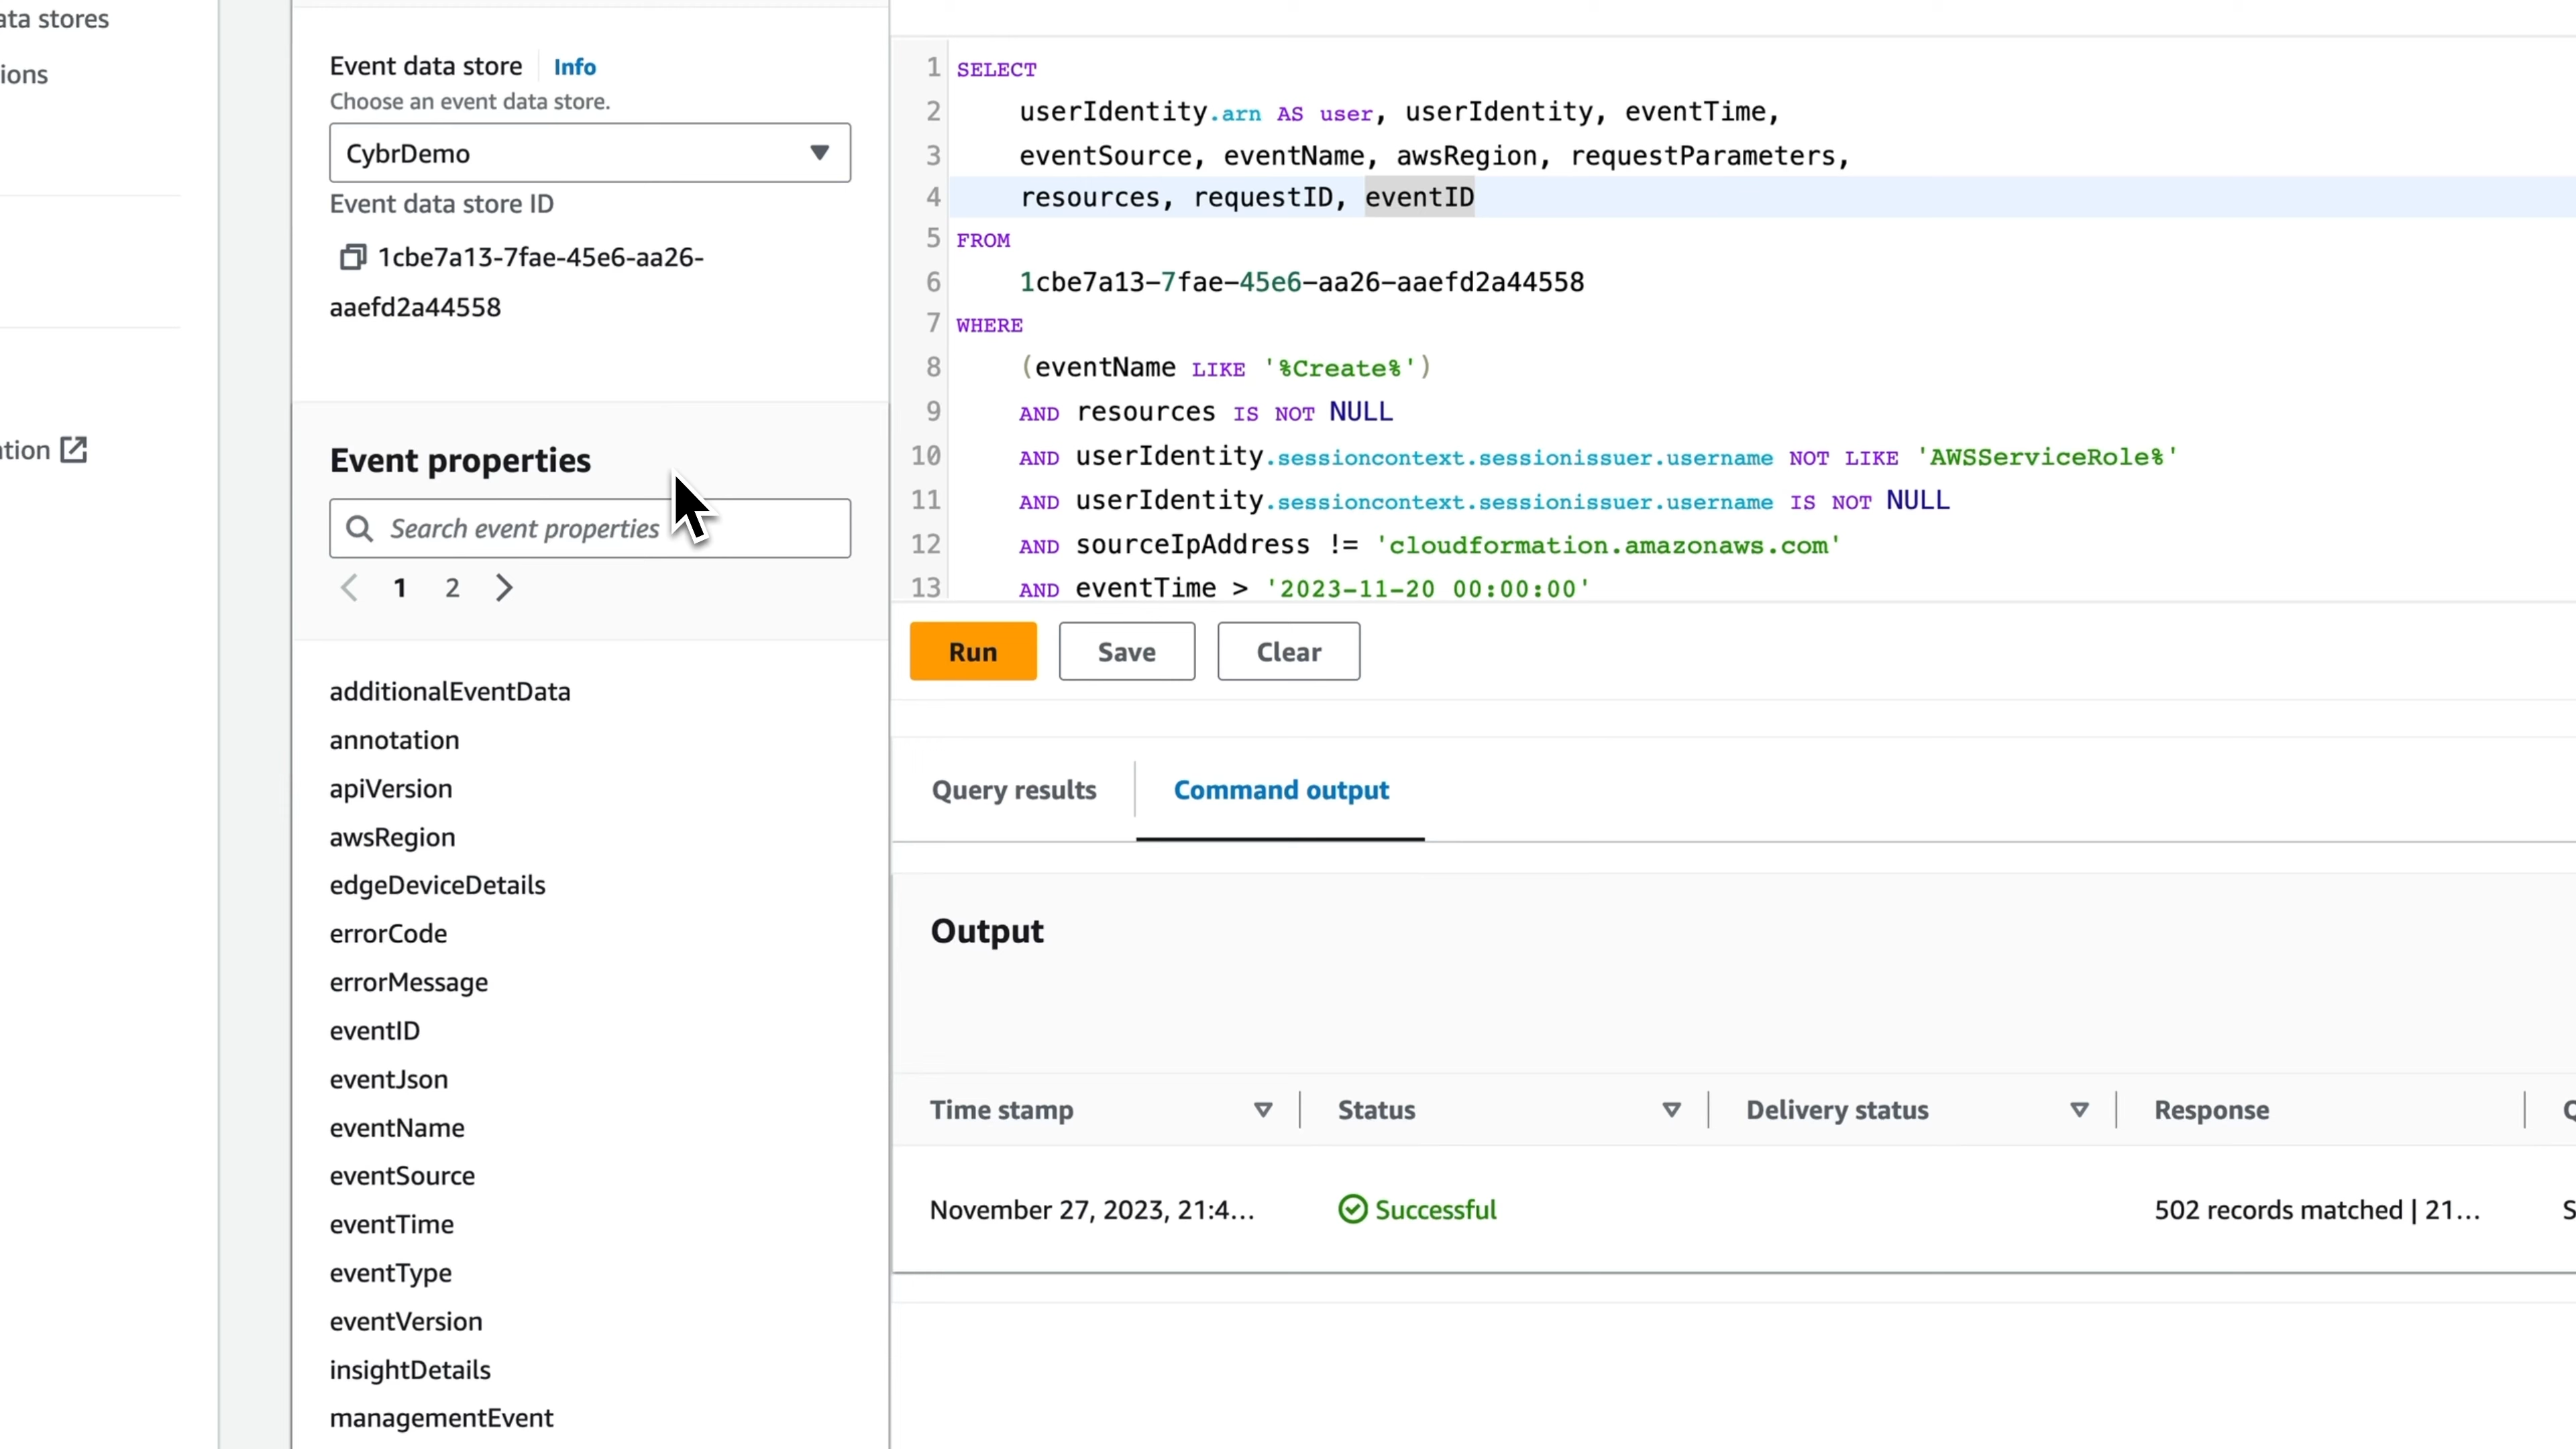 ata stores
ions
ation
Event data store
Info
Choose an event data store.
CybrDemo
Event data store ID
1cbe7a13-7fae-45e6-aa26-
aaefd2a44558
Event properties
Search event properties
1 2
additionalEventData
annotation
apiVersion
awsRegion
edgeDeviceDetails
errorCode
errorMessage
eventID
eventJson
eventName
eventSource
eventTime
eventType
eventVersion
insightDetails
managementEvent
1 SELECT
2 userIdentity.arn AS user, userIdentity, eventTime,
3 eventSource, eventName, awsRegion, requestParameters,
4 resources, requestID, eventID
5 FROM
6 1cbe7a13-7fae-45e6-aa26-aaefd2a44558
7 WHERE
8 (eventName LIKE '%Create%')
9 AND resources IS NOT NULL
10 AND userIdentity.sessioncontext.sessionissuer.username NOT LIKE 'AWSServiceRole%'
11 AND userIdentity.sessioncontext.sessionissuer.username IS NOT NULL
12 AND sourceIpAddress != 'cloudformation.amazonaws.com'
13 AND eventTime > '2023-11-20 00:00:00'
Run Save Clear
Query results Command output
Output
Time stamp Status Delivery status Response
November 27, 2023, 21:4... Successful 502 records matched | 21... S